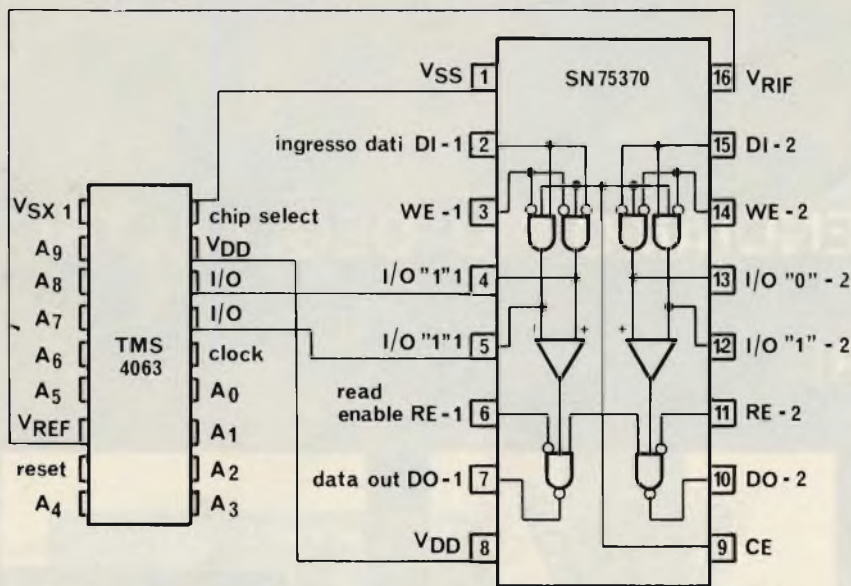 SN75370
VSS 1
16 VRIF
ingresso dati DI-1 2
15 DI-2
WE-1 3
14 WE-2
I/O "1"1 4
13 I/O "0"-2
I/O "1"1 5
12 I/O "1"-2
read
enable RE-1 6
11 RE-2
data out DO-1 7
10 DO-2
VDD 8
9 CE
- +
+
TMS
4063
VSX 1
A9
A8
A7
A6
A5
VREF
reset
A4
chip select
VDD
I/O
I/O
clock
A0
A1
A2
A3